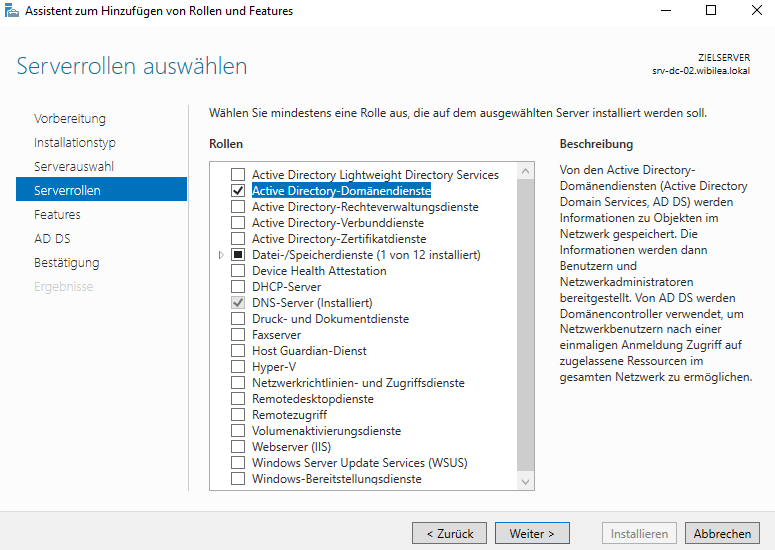 Assistent zum Hinzufügen von Rollen und Features
Serverrollen auswählen
ZIELSERVER
srv-dc-02.wibilea.lokal
Vorbereitung
Installationstyp
Serverauswahl
Serverrollen
Features
AD DS
Bestätigung
Ergebnisse
Wählen Sie mindestens eine Rolle aus, die auf dem ausgewählten Server installiert werden soll.
Rollen
Active Directory Lightweight Directory Services
Active Directory-Domänendienste
Active Directory-Rechteverwaltungsdienste
Active Directory-Verbunddienste
Active Directory-Zertifikatdienste
Datei-/Speicherdienste (1 von 12 installiert)
Device Health Attestation
DHCP-Server
DNS-Server (Installiert)
Druck- und Dokumentdienste
Faxserver
Host Guardian-Dienst
Hyper-V
Netzwerkrichtlinien- und Zugriffsdienste
Remotedesktopdienste
Remotezugriff
Volumenaktivierungsdienste
Webserver (IIS)
Windows Server Update Services (WSUS)
Windows-Bereitstellungsdienste
Beschreibung
Von den Active Directory-
Domänendiensten (Active Directory
Domain Services, AD DS) werden
Informationen zu Objekten im
Netzwerk gespeichert. Die
Informationen werden dann
Benutzern und
Netzwerkadministratoren
bereitgestellt. Von AD DS werden
Domänencontroller verwendet, um
Netzwerkbenutzern nach einer
einmaligen Anmeldung Zugriff auf
zugelassene Ressourcen im
gesamten Netzwerk zu ermöglichen.
< Zurück
Weiter >
Installieren
Abbrechen